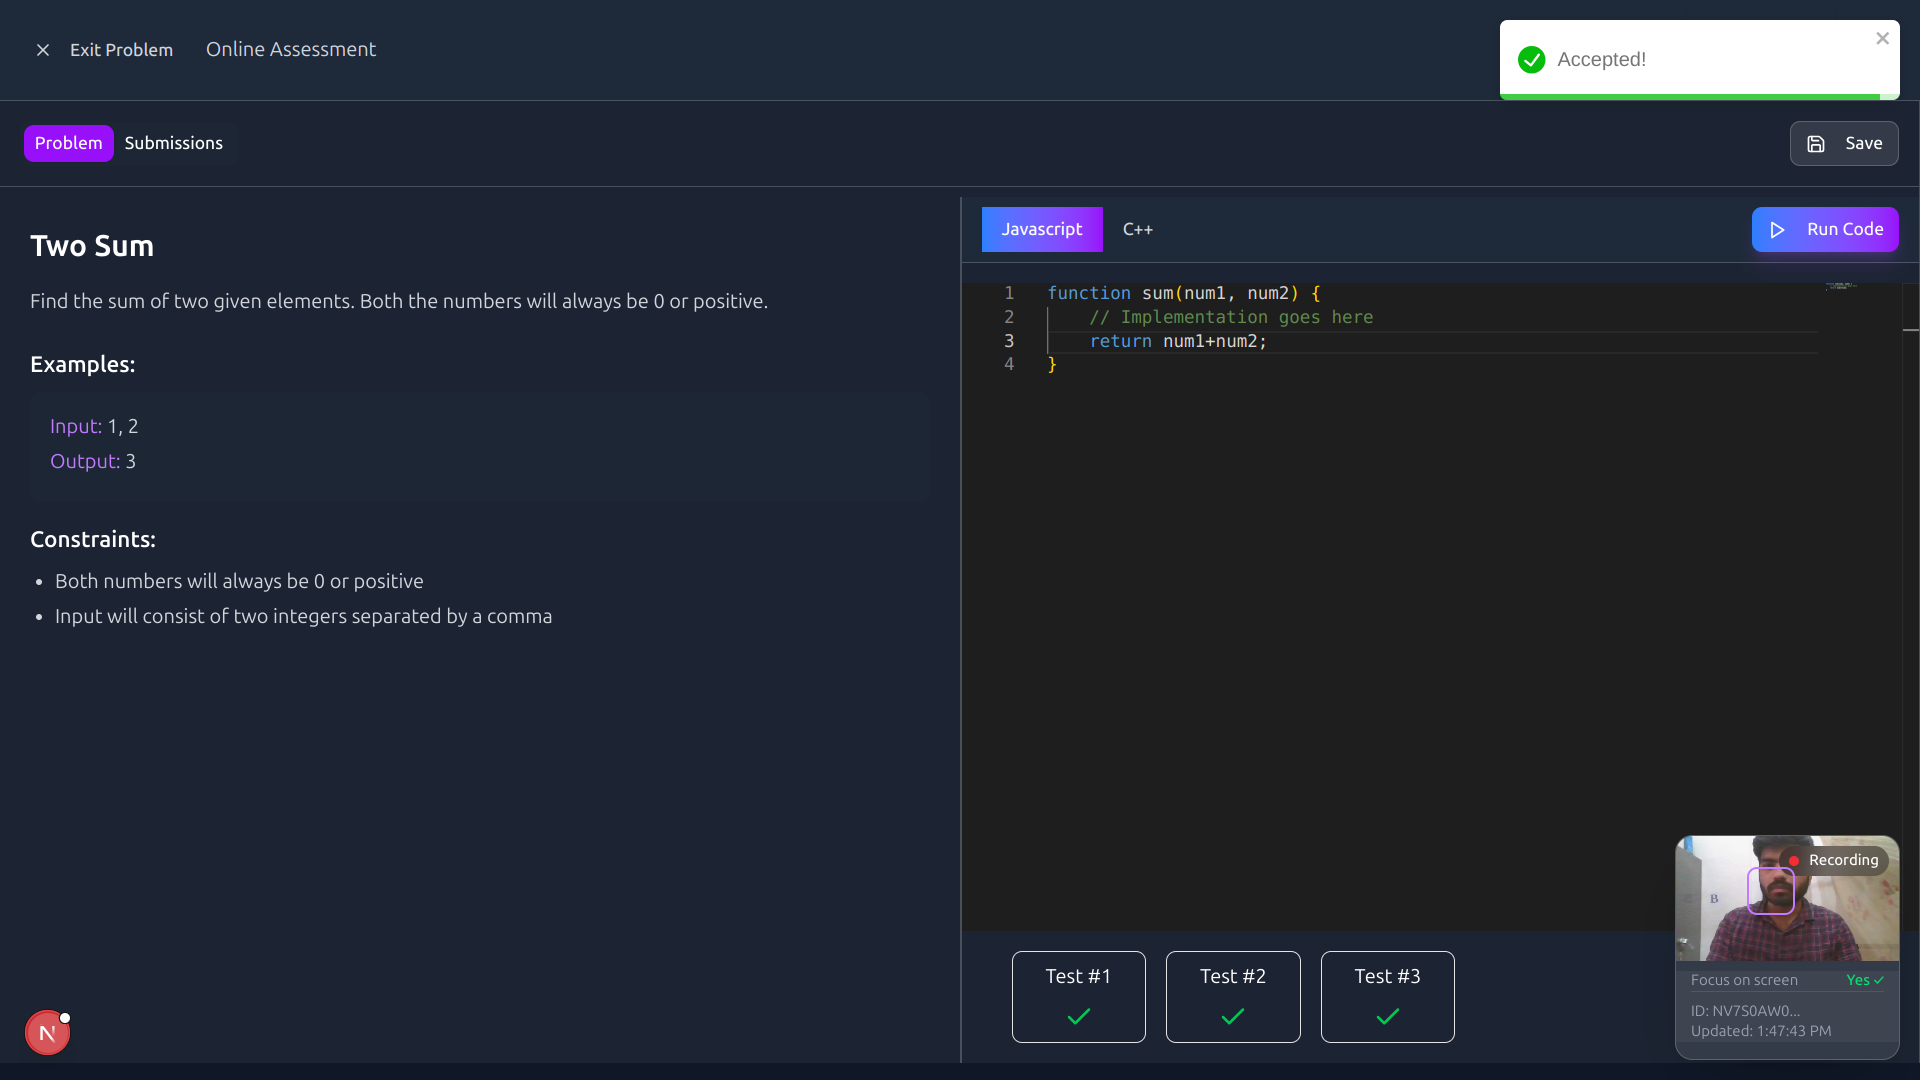 Exit Problem
Online Assessment
Accepted!
Problem
Submissions
Save
Two Sum
Find the sum of two given elements. Both the numbers will always be 0 or positive.
Examples:
Input: 1, 2
Output: 3
Constraints:
• Both numbers will always be 0 or positive
• Input will consist of two integers separated by a comma
Javascript
C++
Run Code
1 function sum(num1, num2) {
2 // Implementation goes here
3 return num1+num2;
4 }
Test #1
Test #2
Test #3
Recording
B
Focus on screen Yes ✓
ID: NV7S0AW0...
Updated: 1:47:43 PM
N